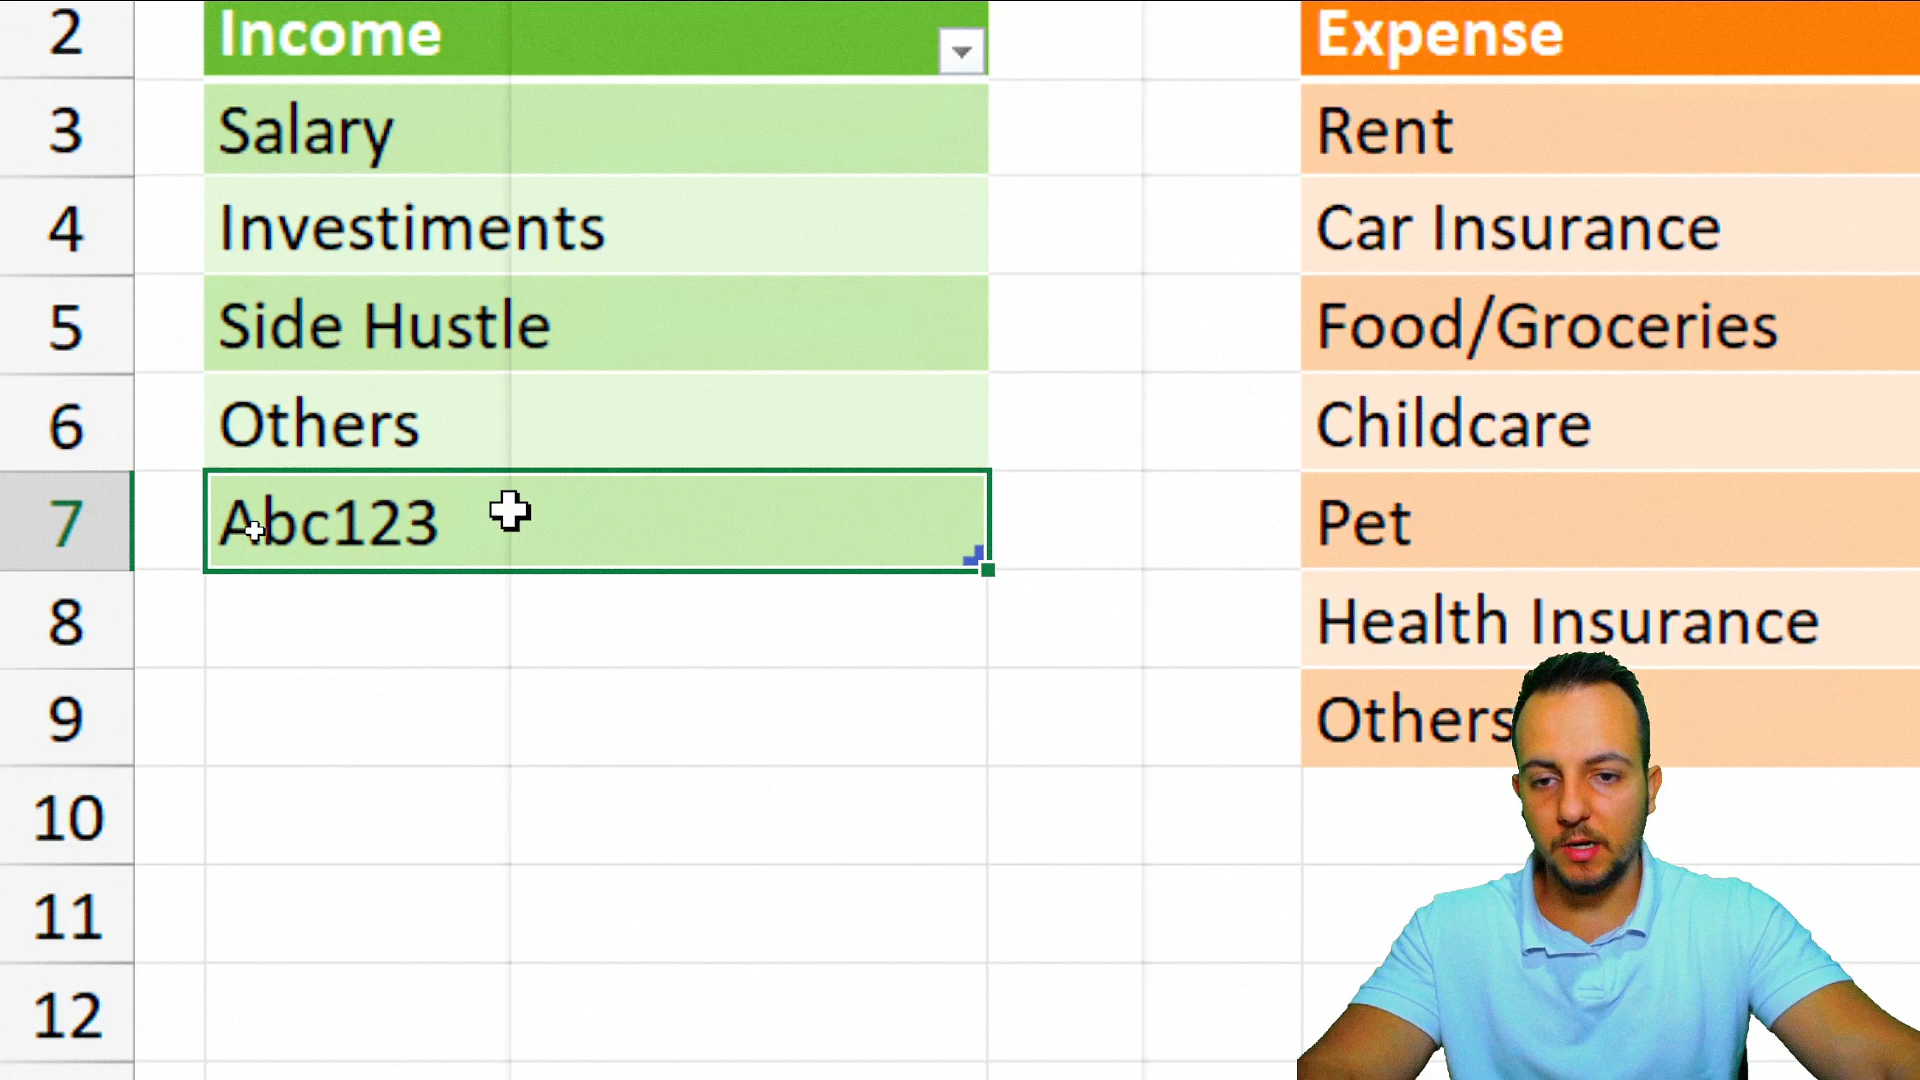 2 Income Expense
3 Salary Rent
4 Investiments Car Insurance
5 Side Hustle Food/Groceries
6 Others Childcare
7 Abc123 Pet
8 Health Insurance
9 Others
10
11
12